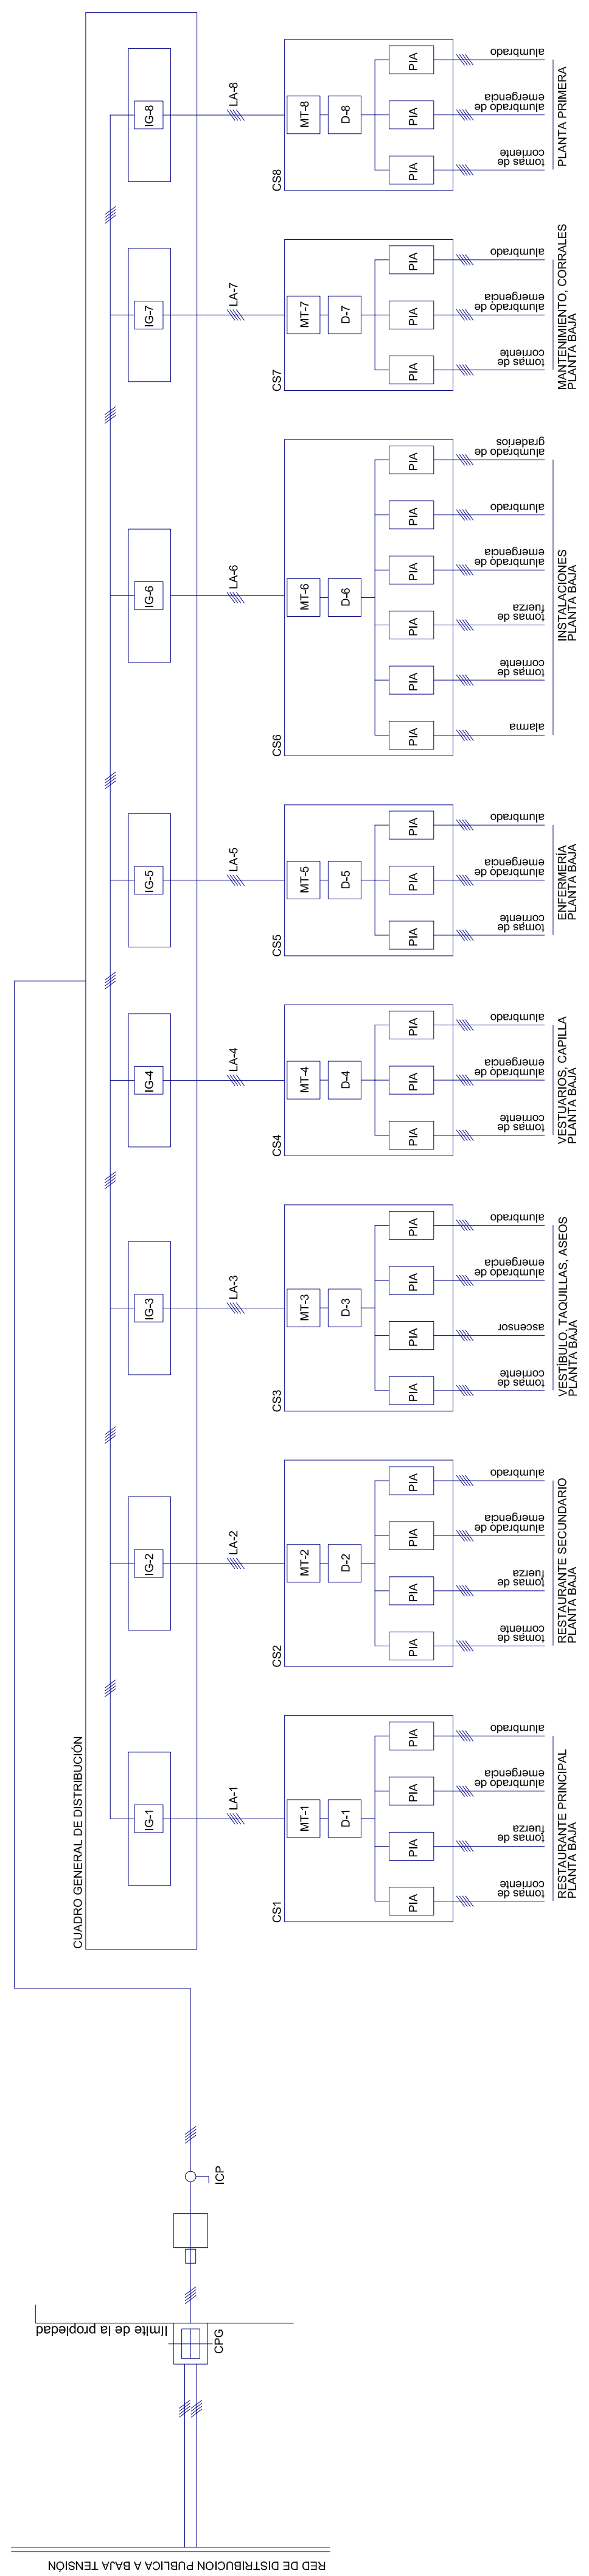 RED DE DISTRIBUCION PUBLICA A BAJA TENSIÓN
CPG
límite de la propiedad
ICP
CUADRO GENERAL DE DISTRIBUCIÓN
IG-1
LA-1
CS1
MT-1
D-1
PIA
PIA
PIA
PIA
tomas de
corriente
tomas de
fuerza
alumbrado de
emergencia
alumbrado
RESTAURANTE PRINCIPAL
PLANTA BAJA
IG-2
LA-2
CS2
MT-2
D-2
PIA
PIA
PIA
PIA
tomas de
corriente
tomas de
fuerza
alumbrado de
emergencia
alumbrado
RESTAURANTE SECUNDARIO
PLANTA BAJA
IG-3
LA-3
CS3
MT-3
D-3
PIA
PIA
PIA
PIA
tomas de
corriente
ascensor
alumbrado de
emergencia
alumbrado
VESTÍBULO, TAQUILLAS, ASEOS
PLANTA BAJA
IG-4
LA-4
CS4
MT-4
D-4
PIA
PIA
PIA
tomas de
corriente
alumbrado de
emergencia
alumbrado
VESTUARIOS, CAPILLA
PLANTA BAJA
IG-5
LA-5
CS5
MT-5
D-5
PIA
PIA
PIA
tomas de
corriente
alumbrado de
emergencia
alumbrado
ENFERMERÍA
PLANTA BAJA
IG-6
LA-6
CS6
MT-6
D-6
PIA
PIA
PIA
PIA
PIA
PIA
alarma
tomas de
corriente
tomas de
fuerza
alumbrado de
emergencia
alumbrado
alumbrado de
graderios
INSTALACIONES
PLANTA BAJA
IG-7
LA-7
CS7
MT-7
D-7
PIA
PIA
PIA
tomas de
corriente
alumbrado de
emergencia
alumbrado
MANTENIMIENTO, CORRALES
PLANTA BAJA
IG-8
LA-8
CS8
MT-8
D-8
PIA
PIA
PIA
tomas de
corriente
alumbrado de
emergencia
alumbrado
PLANTA PRIMERA